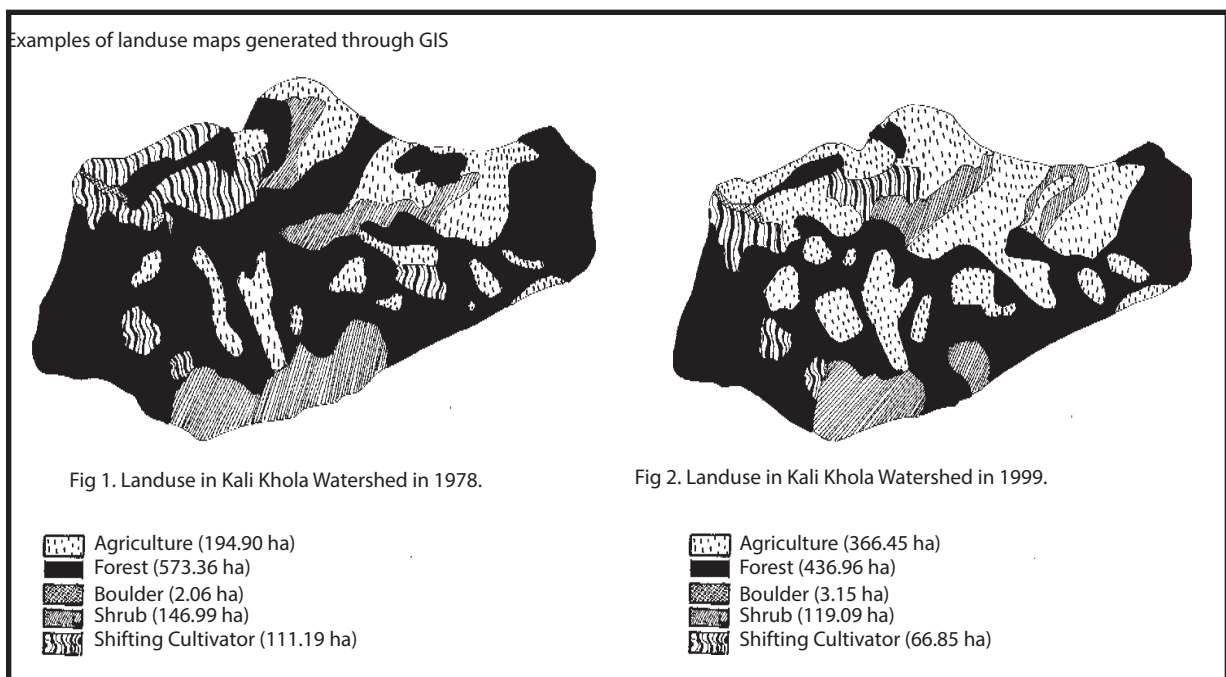 Examples of landuse maps generated through GIS
Fig 1. Landuse in Kali Khola Watershed in 1978.
Agriculture (194.90 ha)
Forest (573.36 ha)
Boulder (2.06 ha)
Shrub (146.99 ha)
Shifting Cultivator (111.19 ha)
Fig 2. Landuse in Kali Khola Watershed in 1999.
Agriculture (366.45 ha)
Forest (436.96 ha)
Boulder (3.15 ha)
Shrub (119.09 ha)
Shifting Cultivator (66.85 ha)